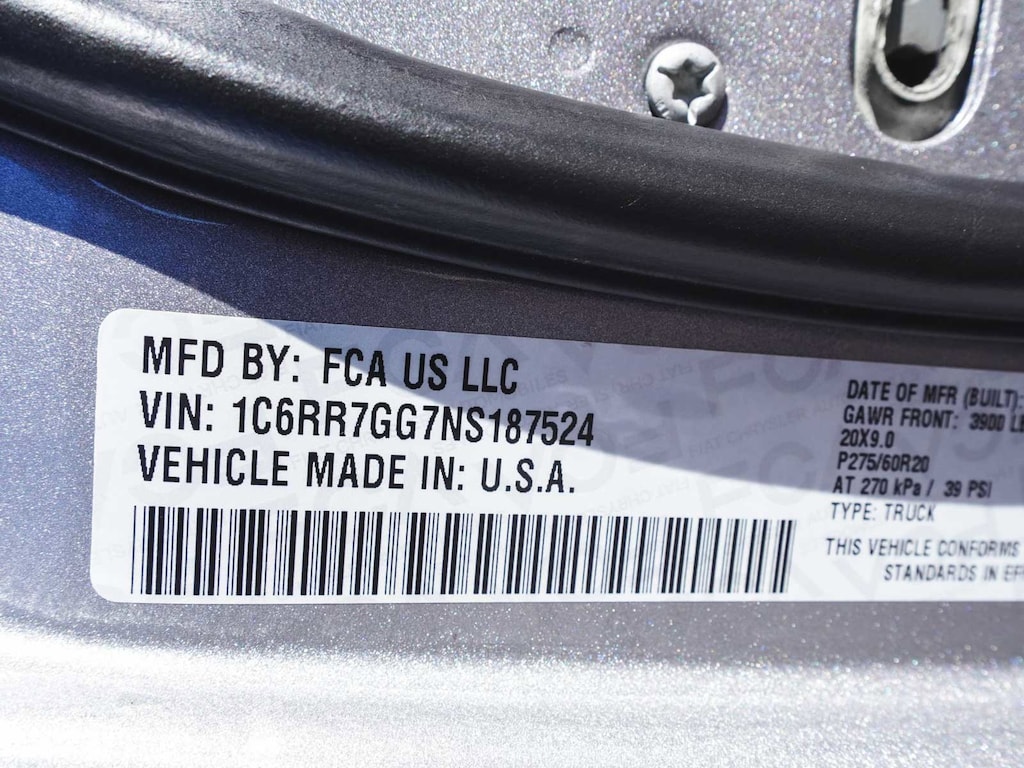 MFD BY: FCA US LLC
VIN: 1C6RR7GG7NS187524
VEHICLE MADE IN: U.S.A.
DATE OF MFR (BUILT):
GAWR FRONT: 3900
20X9.0
P275/60R20
AT 270 kPa / 39 PSI
TYPE: TRUCK
THIS VEHICLE CONFORMS
STANDARDS IN